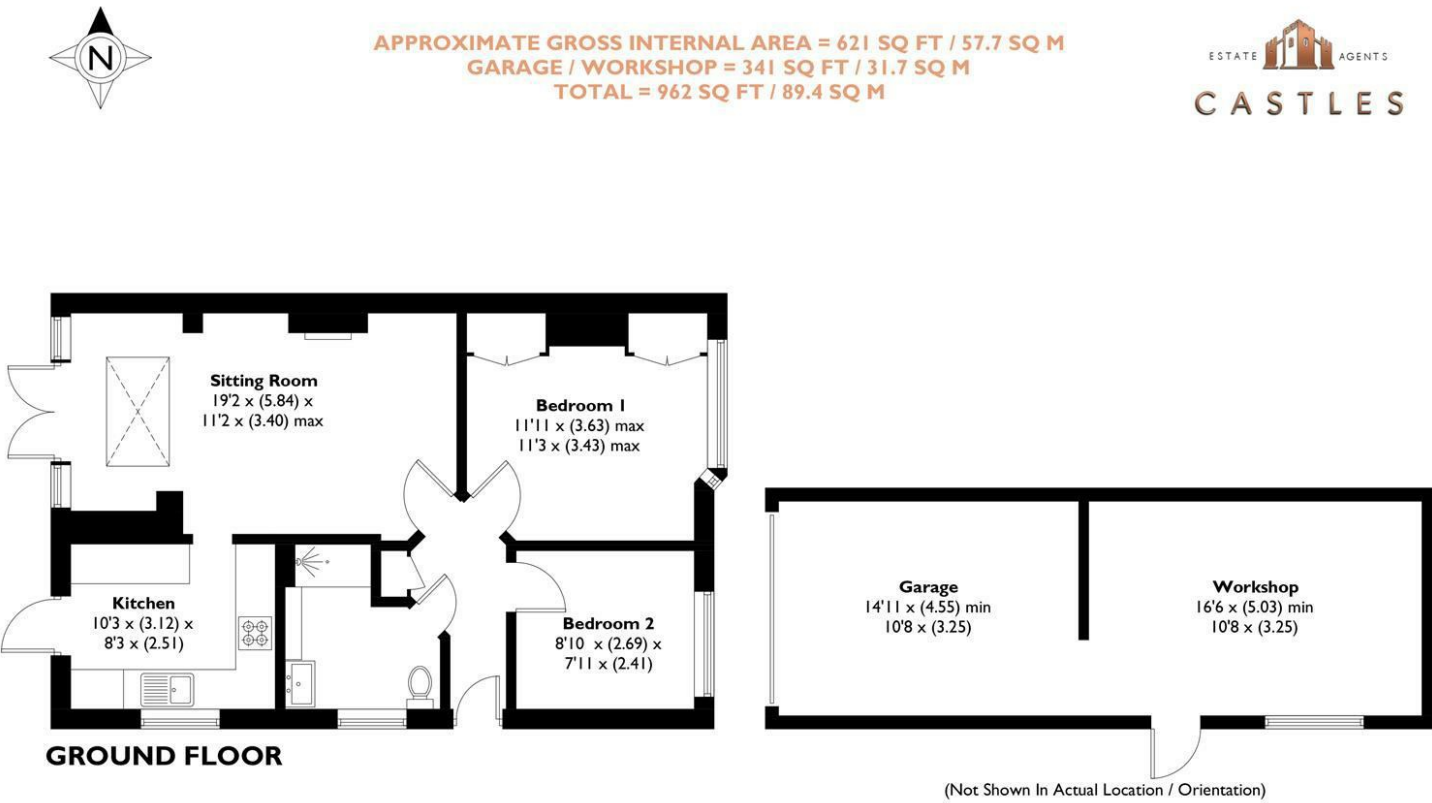 N
APPROXIMATE GROSS INTERNAL AREA = 621 SQ FT / 57.7 SQ M
GARAGE / WORKSHOP = 341 SQ FT / 31.7 SQ M
TOTAL = 962 SQ FT / 89.4 SQ M
ESTATE AGENTS
CASTLES
Sitting Room
19'2 x (5.84) x
11'2 x (3.40) max
Bedroom 1
11'11 x (3.63) max
11'3 x (3.43) max
Kitchen
10'3 x (3.12) x
8'3 x (2.51)
Bedroom 2
8'10 x (2.69) x
7'11 x (2.41)
Garage
14'11 x (4.55) min
10'8 x (3.25)
Workshop
16'6 x (5.03) min
10'8 x (3.25)
GROUND FLOOR
(Not Shown In Actual Location / Orientation)